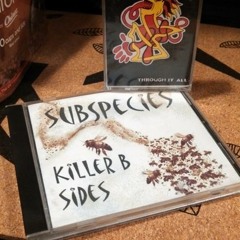 THROUGH IT ALL
SUBSPECIES
KILLER B
SIDES